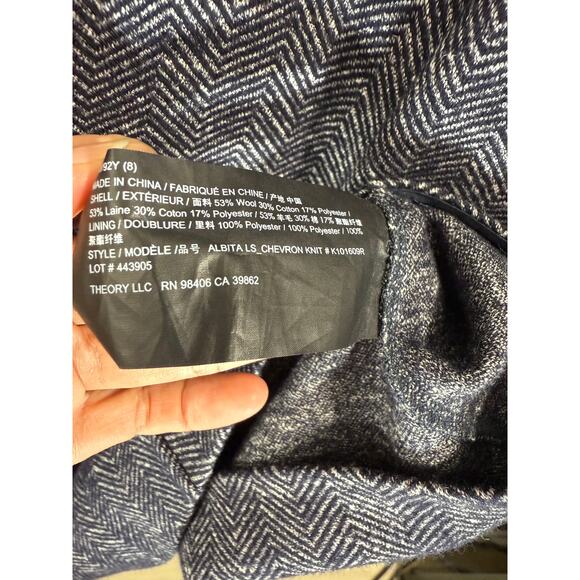 92Y (8)
MADE IN CHINA / FABRIQUÉ EN CHINE / 产地 中国
SHELL / EXTÉRIEUR / 面料 53% Wool 30% Cotton 17% Polyester /
53% Laine 30% Coton 17% Polyester / 53% 羊毛 30% 棉 17% 聚酯纤维
LINING / DOUBLURE / 里料 100% Polyester / 100% Polyester / 100%
聚酯纤维
STYLE / MODÈLE / 品号 ALBITA LS_CHEVRON KNIT # K101609R
LOT # 443905
THEORY LLC RN 98406 CA 39862